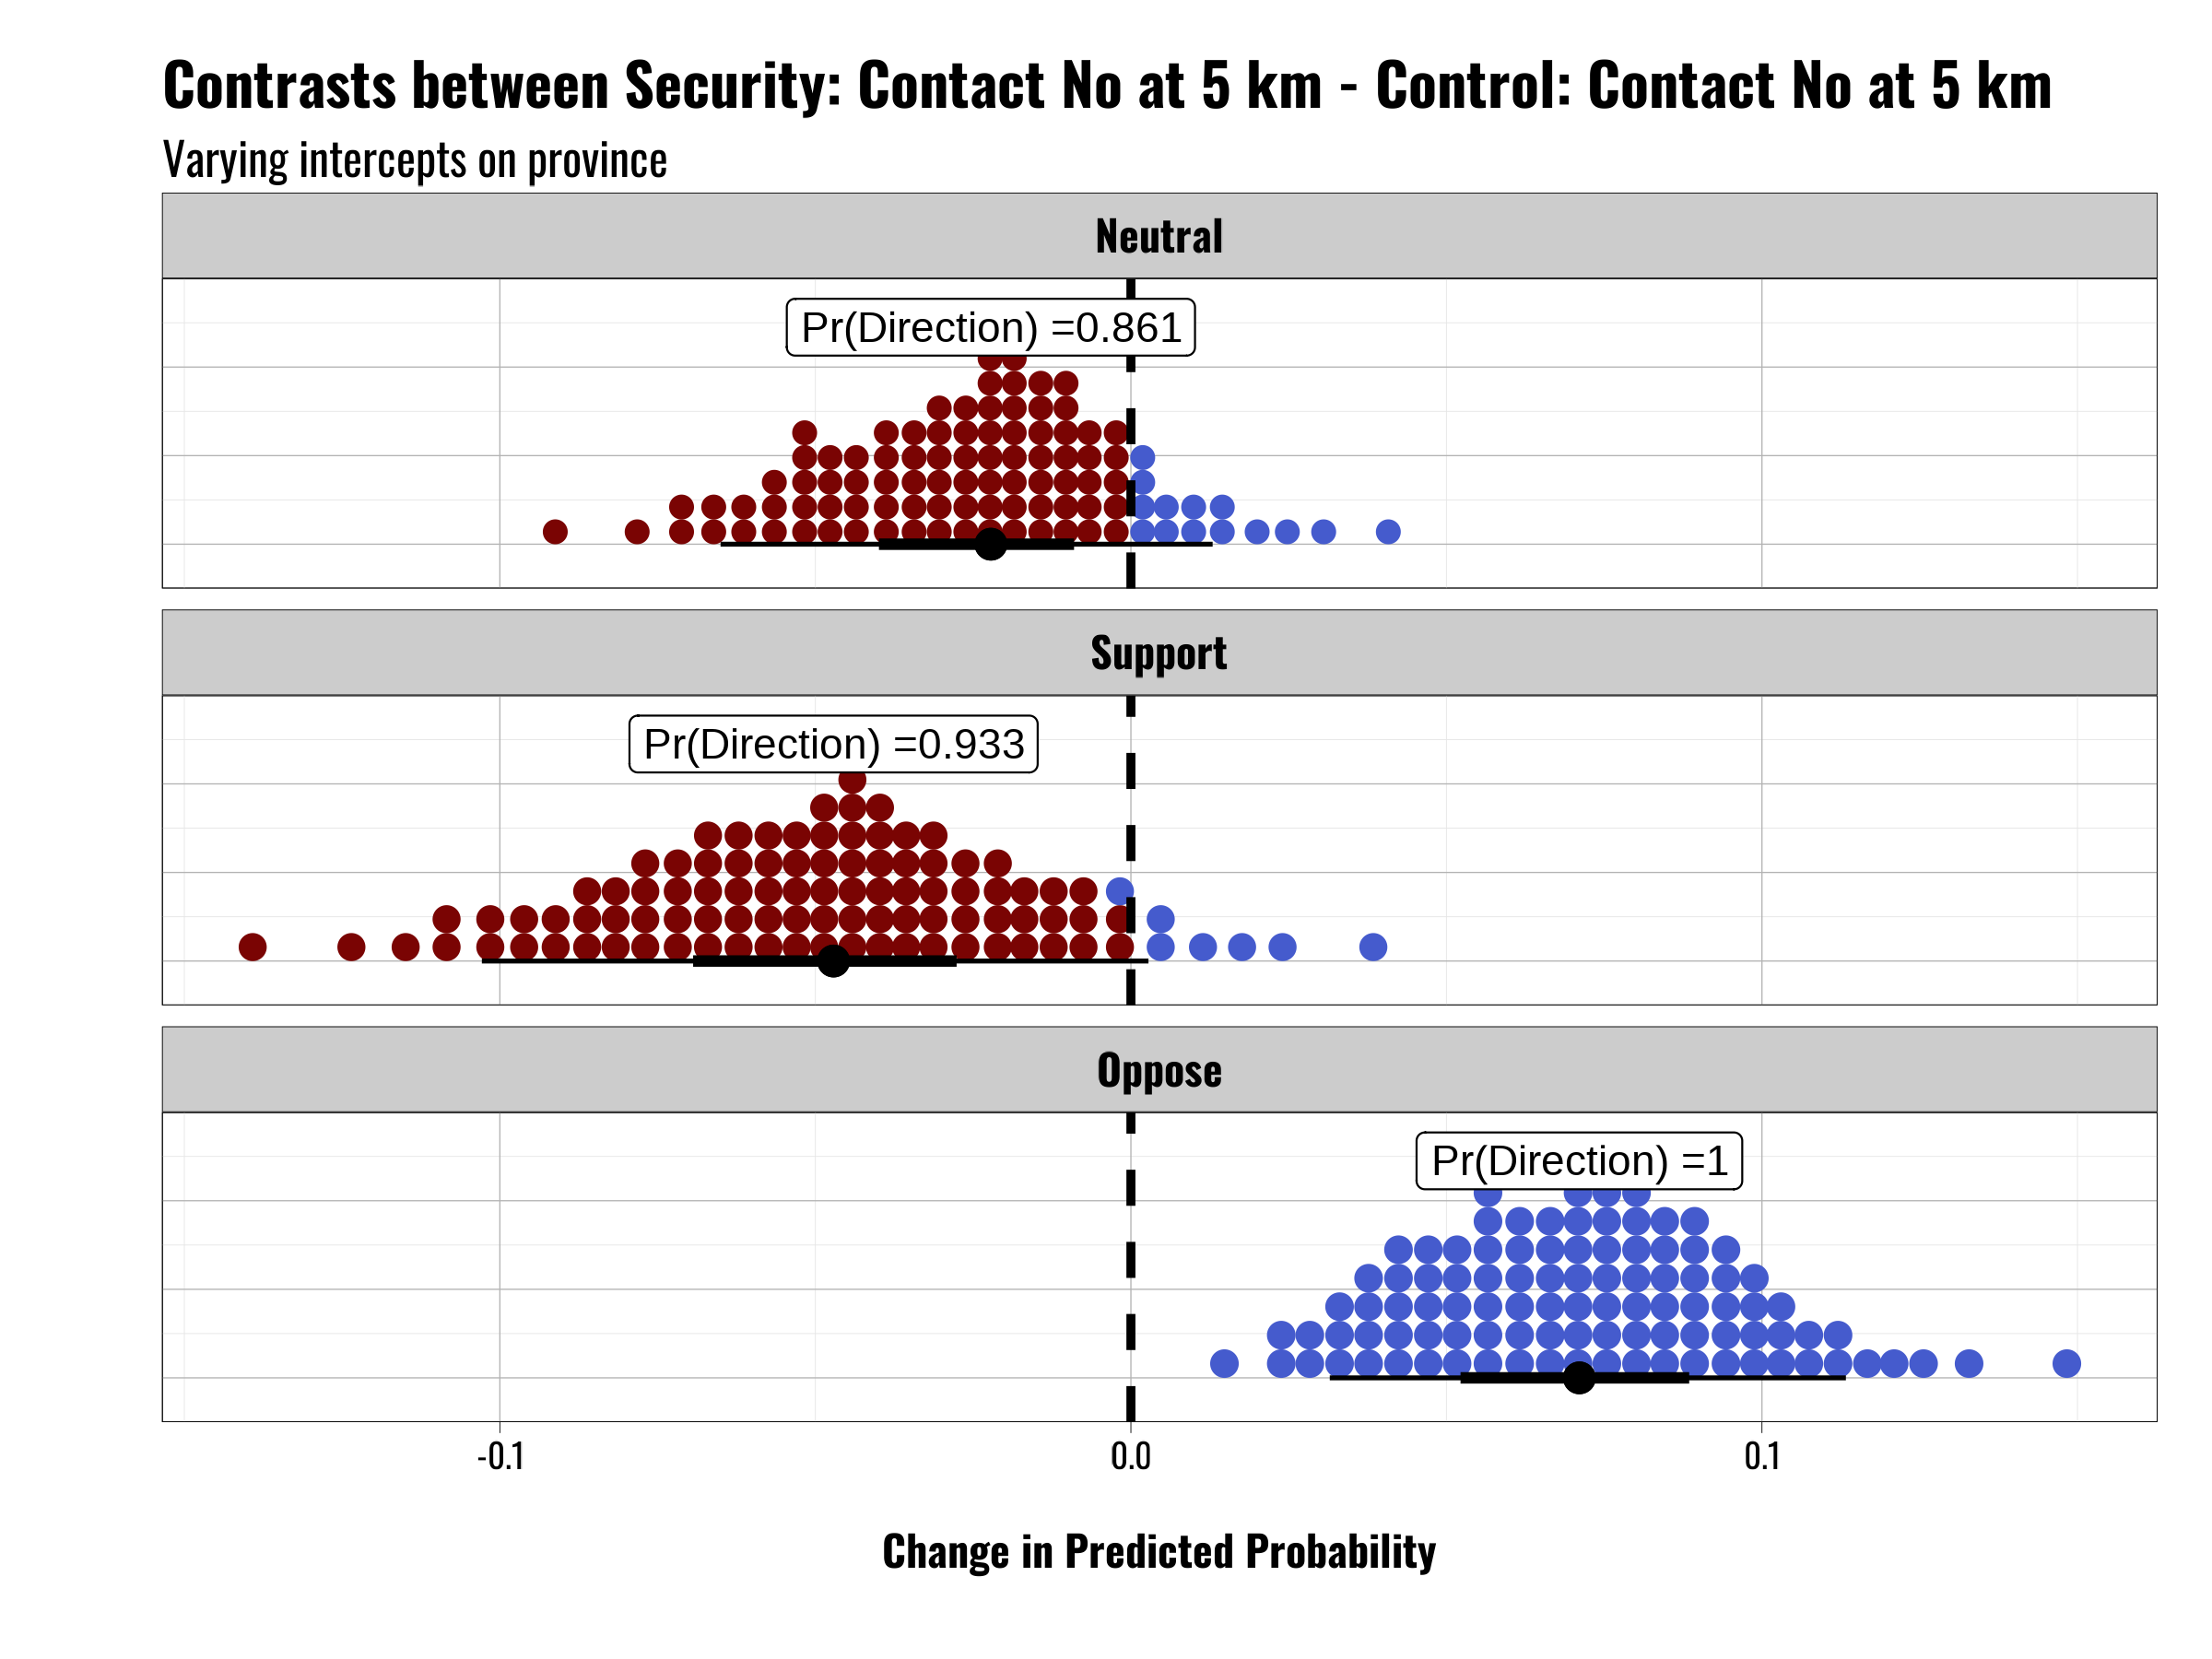 Contrasts between Security: Contact No at 5 km - Control: Contact No at 5 km
Varying intercepts on province
Neutral
Pr(Direction) =0.861
Support
Pr(Direction) =0.933
Oppose
Pr(Direction) =1
-0.1 0.0 0.1
Change in Predicted Probability